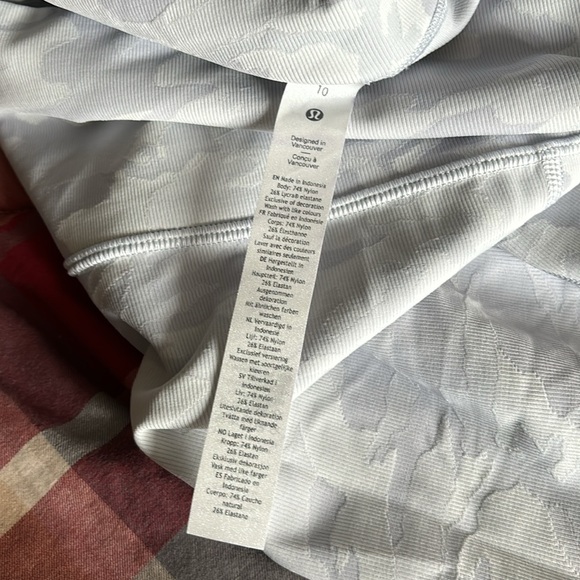 10
Designed in
Vancouver
Conçu à
Vancouver
EN Made in Indonesia
Body: 74% Nylon
26% Lycra® elastane
Exclusive of decoration
Wash with like colours
FR Fabriqué en Indonésie
Corps: 74% Nylon
26% Élasthanne
Sauf la décoration
Laver avec des couleurs
similaires seulement
DE Hergestellt in
Indonesien
Hauptteil: 74% Nylon
26% Elastan
Ausgenommen
dekoration
Mit ähnlichen farben
waschen
NL Vervaardigd in
Indonesië
Lijf: 74% Nylon
26% Elastaan
Exclusief versiering
Wassen met soortgelijke
kleuren
SV Tillverkad i
Indonesien
Liv: 74% Nylon
26% Elastan
Uteslutande dekoration
Tvätta med liknande
färger
NO Laget i Indonesia
Kropp: 74% Nylon
26% Elastan
Eksklusiv dekorasjon
Vask med like farger
ES Fabricado en
Indonesia
Cuerpo: 74% Caucho
natural
26% Elastano